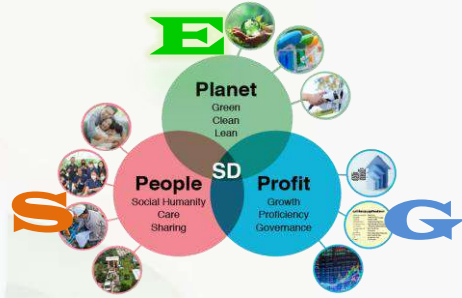 E
Planet
Green
Clean
Lean
SD
People
Social Humanity
Care
Sharing
Profit
Growth
Proficiency
Governance
S
G